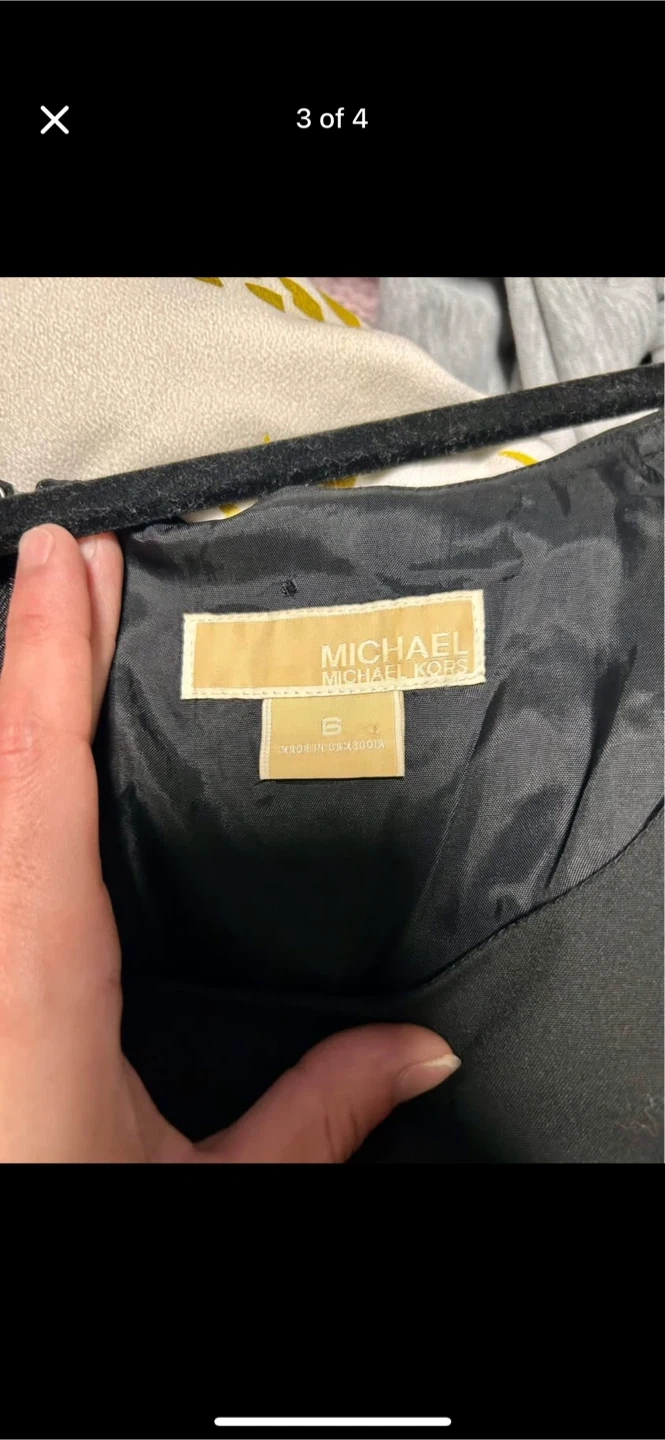 3 of 4
MICHAEL
MICHAEL KORS
6
MADE IN CAMBODIA